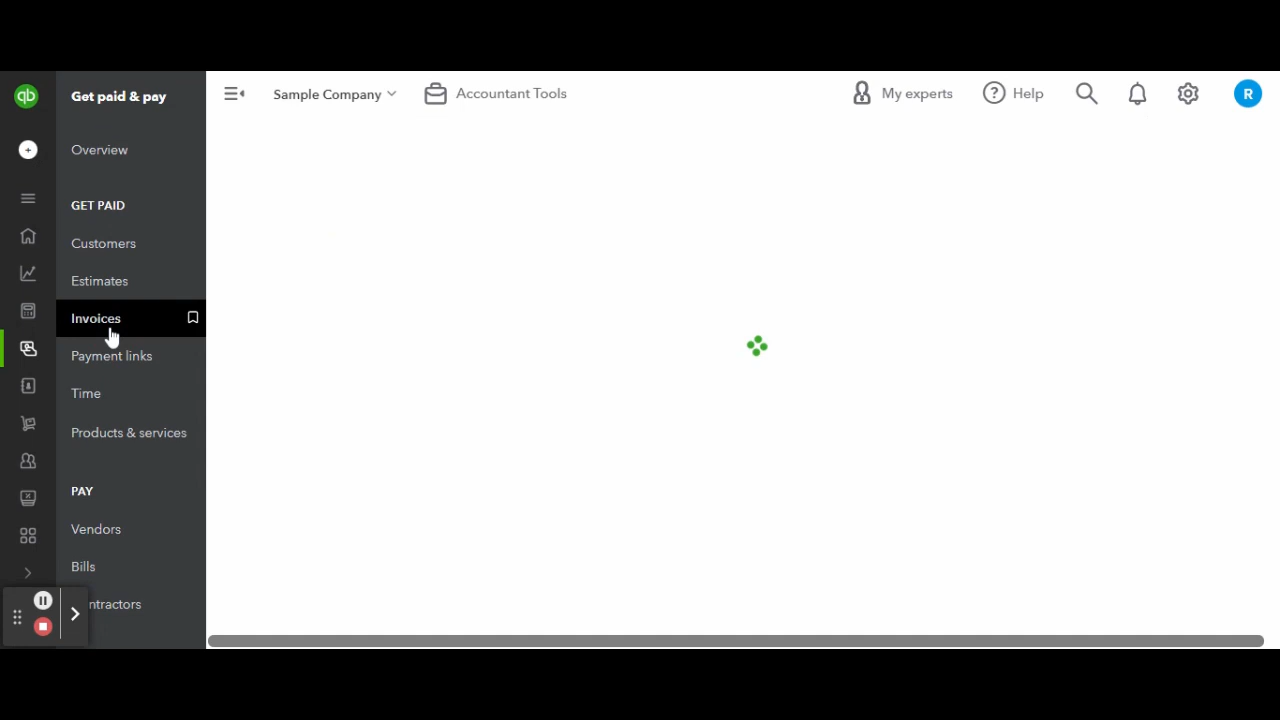 qb
Get paid & pay
Sample Company
Accountant Tools
My experts
? Help
R
+
Overview
GET PAID
Customers
Estimates
Invoices
Payment links
Time
Products & services
PAY
Vendors
Bills
ntractors